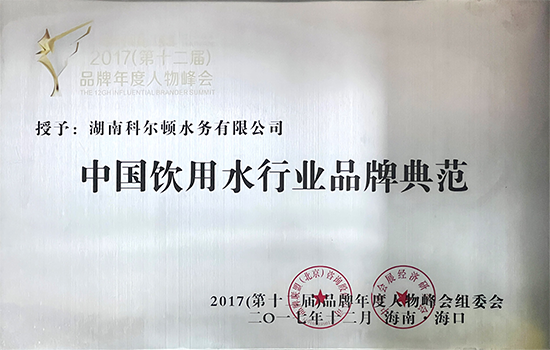 2017(第十二届)
品牌年度人物峰会
THE 12TH INFLUENTIAL BRANDER SUMMIT
授予：湖南科尔顿水务有限公司
中国饮用水行业品牌典范
2017(第十二届)品牌年度人物峰会组委会
二〇一七年十二月 海南·海口